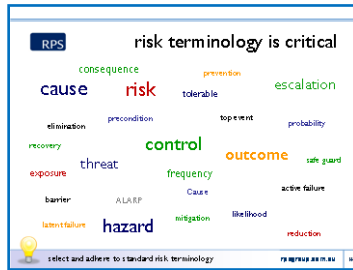 RPS
risk terminology is critical
consequence
prevention
cause
risk
tolerable
escalation
elimination
precondition
top event
probability
recovery
control
threat
outcome
safe guard
exposure
frequency
barrier
ALARP
Cause
active failure
latent failure
hazard
mitigation
likelihood
reduction
select and adhere to standard risk terminology
rpsgroup.com.au